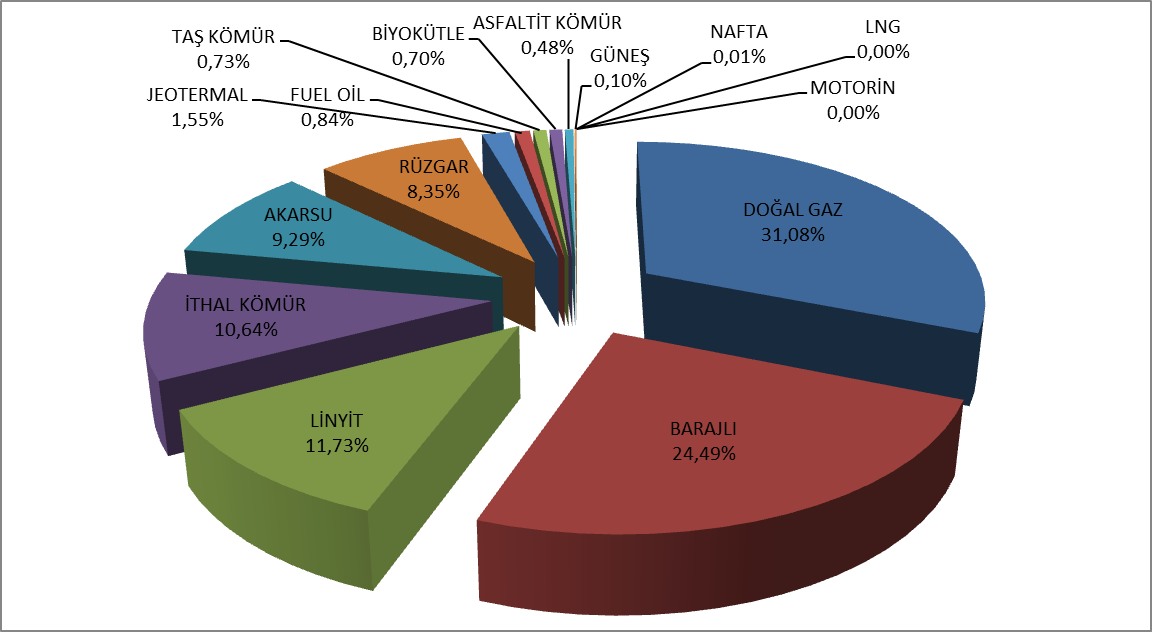 TAŞ KÖMÜR
0,73%
BİYOKÜTLE
0,70%
ASFALTİT KÖMÜR
0,48%
GÜNEŞ
0,10%
NAFTA
0,01%
LNG
0,00%
JEOTERMAL
1,55%
FUEL OİL
0,84%
MOTORİN
0,00%
RÜZGAR
8,35%
AKARSU
9,29%
DOĞAL GAZ
31,08%
İTHAL KÖMÜR
10,64%
LİNYİT
11,73%
BARAJLI
24,49%